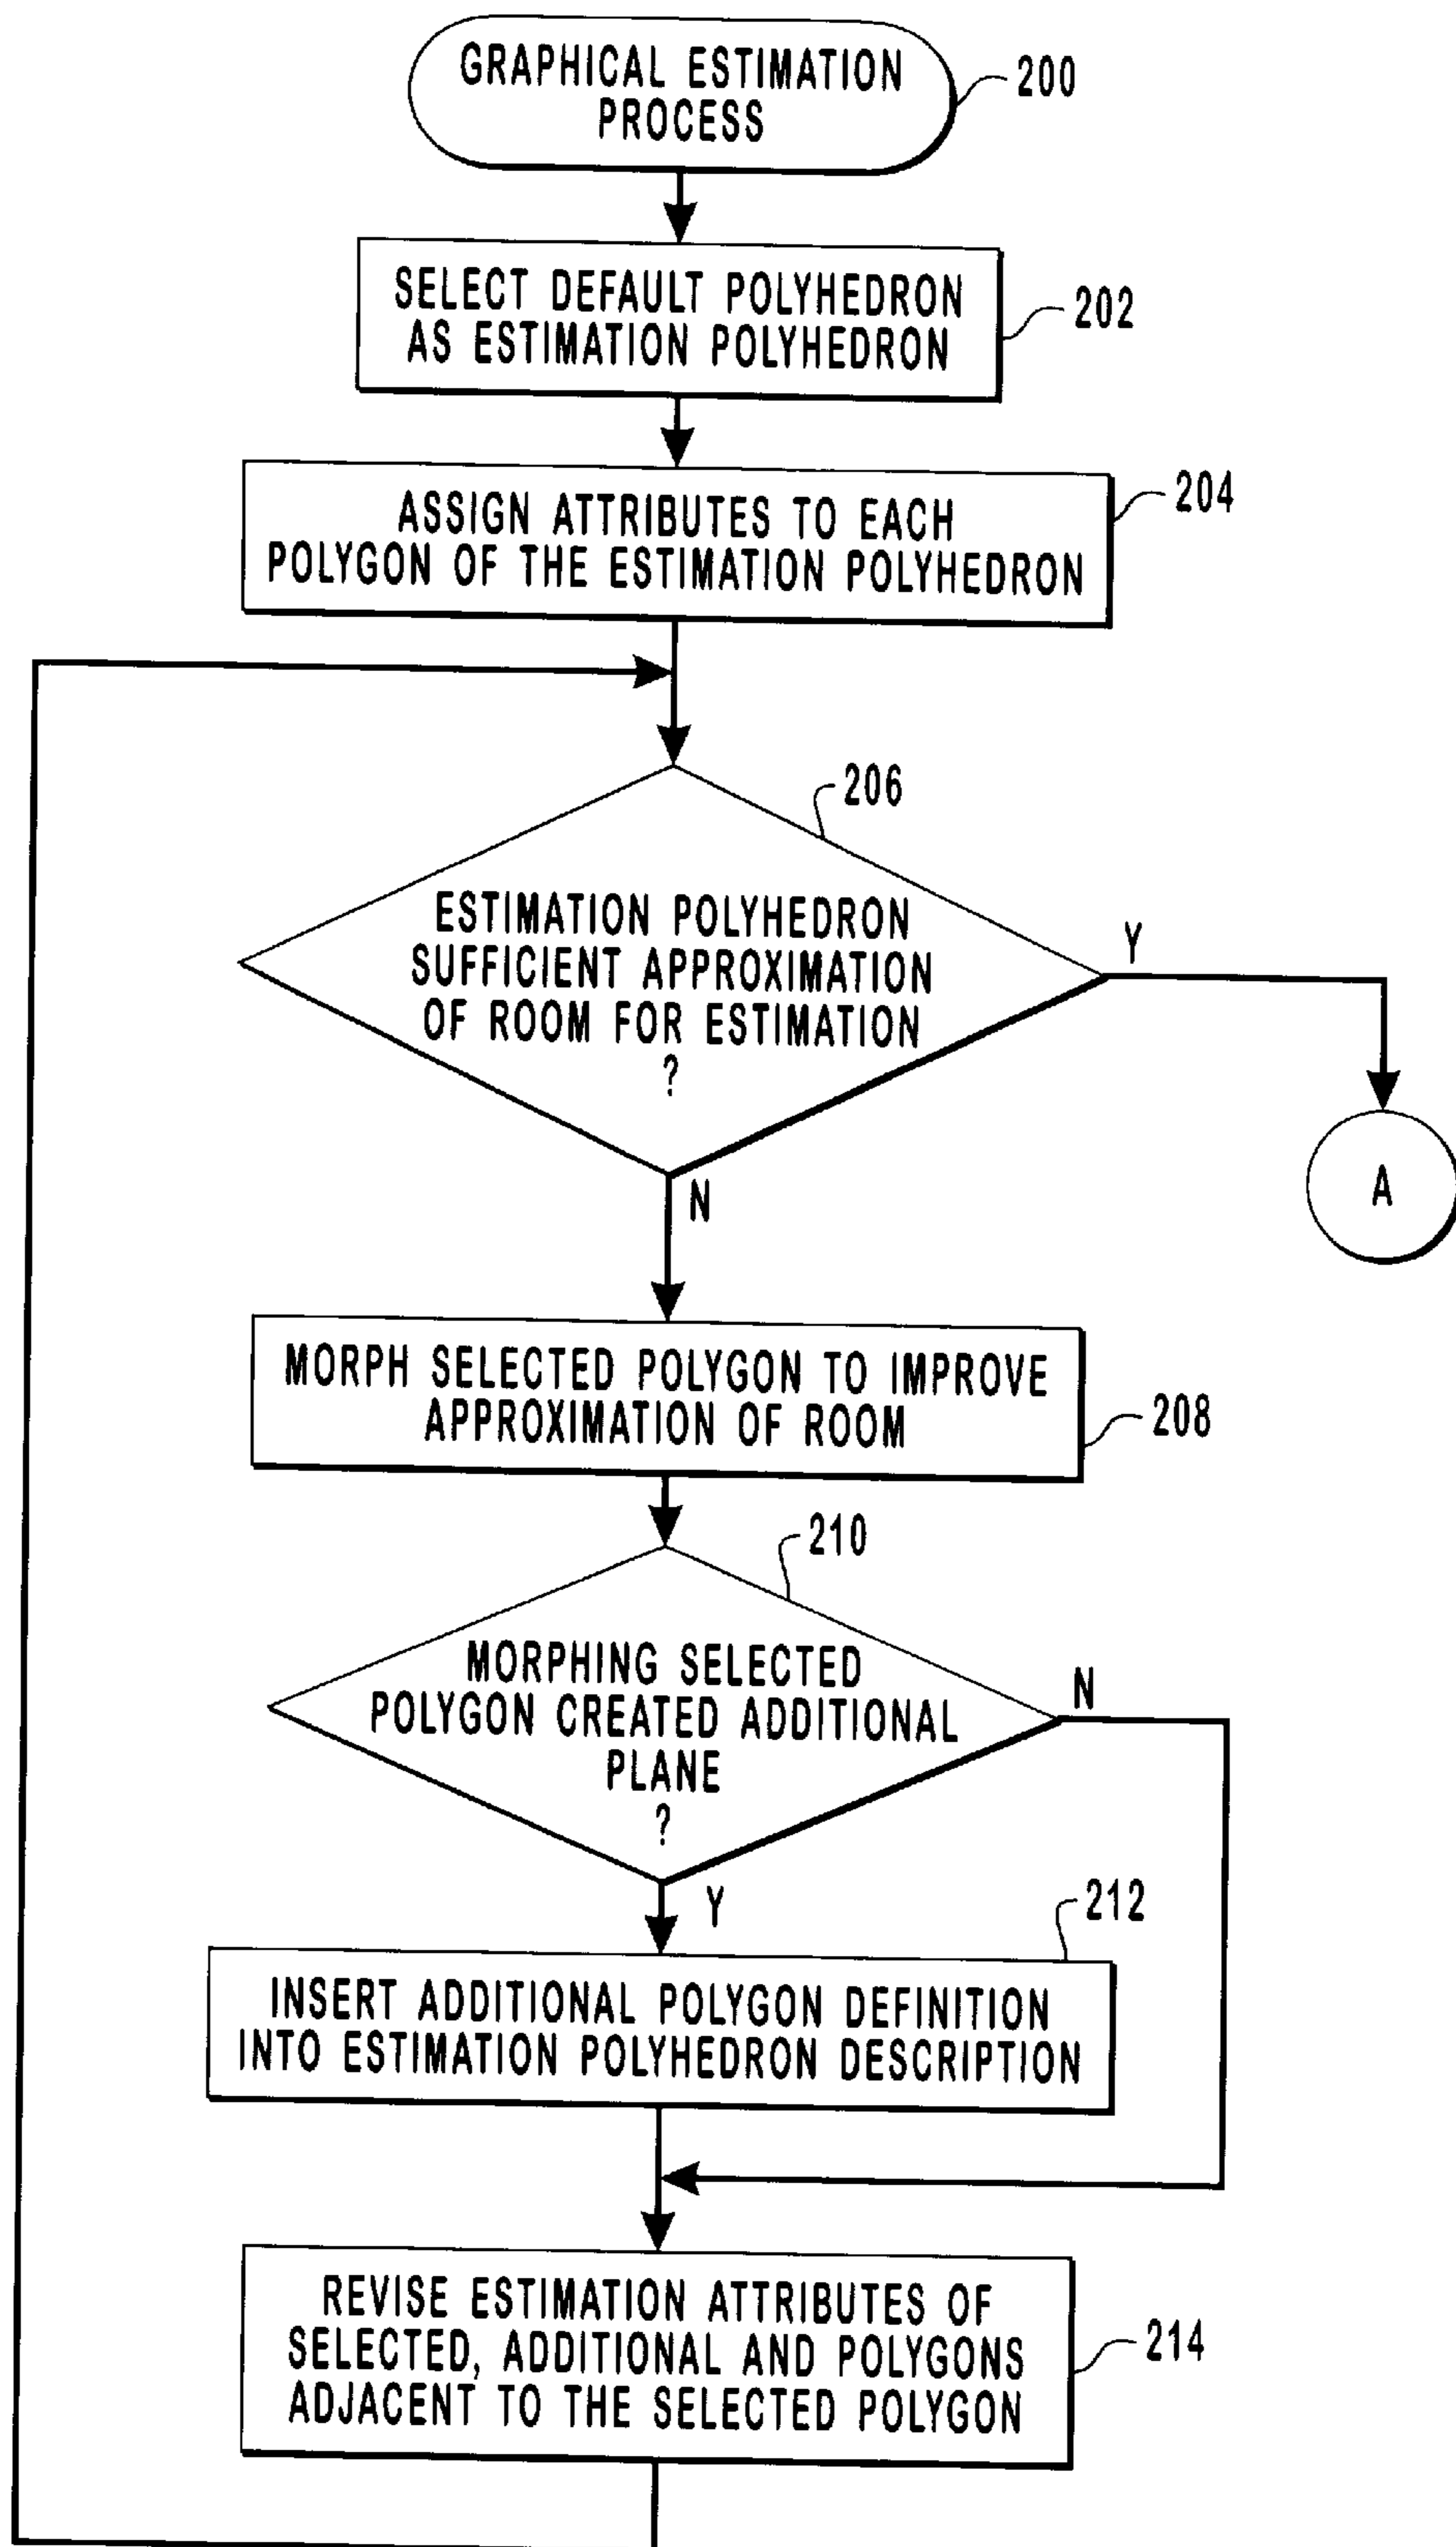 GRAPHICAL ESTIMATION
PROCESS
200
SELECT DEFAULT POLYHEDRON
AS ESTIMATION POLYHEDRON
202
ASSIGN ATTRIBUTES TO EACH
POLYGON OF THE ESTIMATION POLYHEDRON
204
206
ESTIMATION POLYHEDRON
SUFFICIENT APPROXIMATION
OF ROOM FOR ESTIMATION
?
Y
A
N
MORPH SELECTED POLYGON TO IMPROVE
APPROXIMATION OF ROOM
208
210
MORPHING SELECTED
POLYGON CREATED ADDITIONAL
PLANE
?
N
Y
212
INSERT ADDITIONAL POLYGON DEFINITION
INTO ESTIMATION POLYHEDRON DESCRIPTION
REVISE ESTIMATION ATTRIBUTES OF
SELECTED, ADDITIONAL AND POLYGONS
ADJACENT TO THE SELECTED POLYGON
214